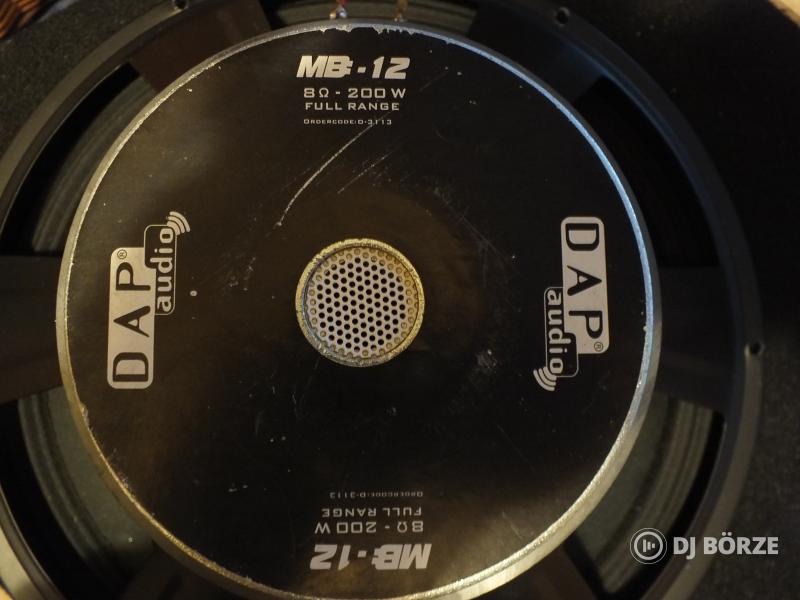 MB-12
8Ω - 200 W
FULL RANGE
ORDERCODE:D-3113
DAP®
audio
DAP®
audio
ORDERCODE:D-3113
FULL RANGE
8Ω - 200 W
MB-12
DJ BÖRZE